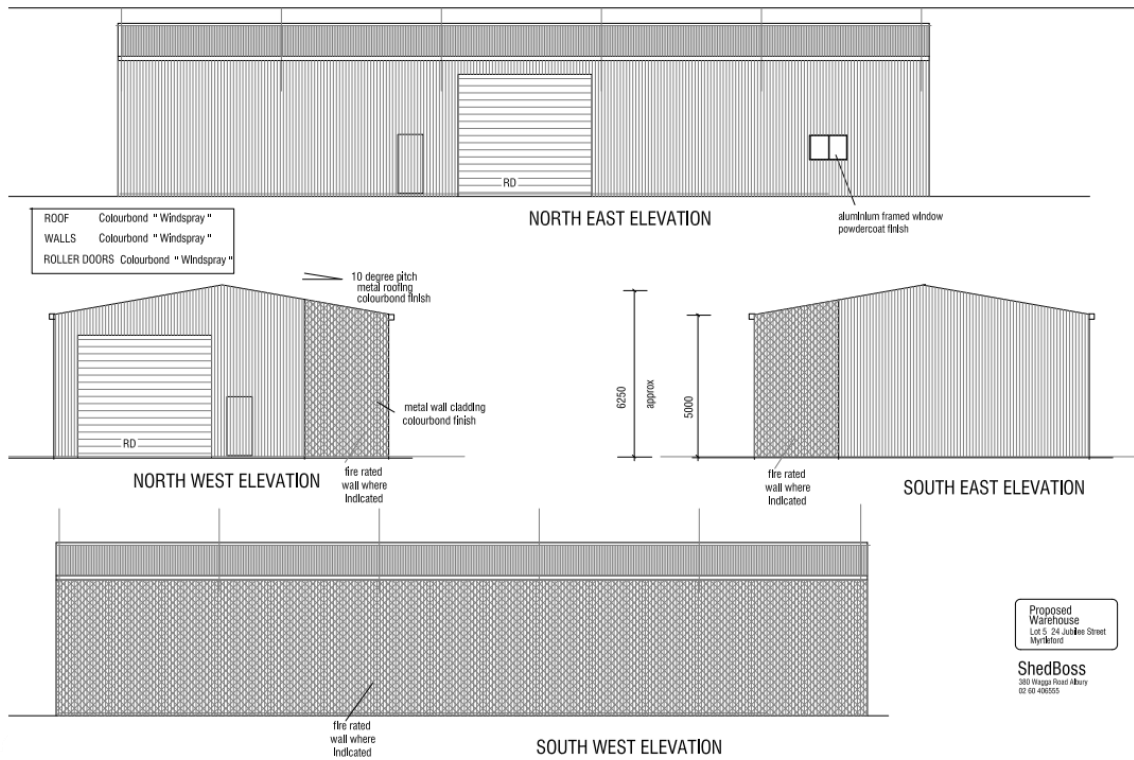 RD
NORTH EAST ELEVATION
aluminium framed window
powdercoat finish
ROOF Colourbond " Windspray "
WALLS Colourbond " Windspray "
ROLLER DOORS Colourbond " Windspray "
10 degree pitch
metal roofing
colourbond finish
RD
metal wall cladding
colourbond finish
NORTH WEST ELEVATION
fire rated
wall where
indicated
6250
approx
5000
fire rated
wall where
indicated
SOUTH EAST ELEVATION
fire rated
wall where
indicated
SOUTH WEST ELEVATION
Proposed
Warehouse
Lot 5 24 Jubilee Street
Myrtleford
ShedBoss
380 Wagga Road Albury
02 60 406555